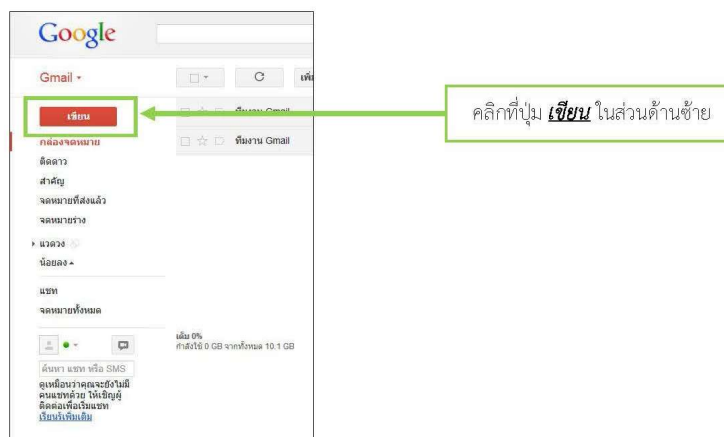 Google
Gmail
เขียน
กล่องจดหมาย
ติดดาว
สำคัญ
จดหมายที่ส่งแล้ว
จดหมายร่าง
แวดวง
น้อยลง
แชท
จดหมายทั้งหมด
ค้นหา แชท หรือ SMS
ดูเหมือนว่าคุณจะยังไม่มี
คนแชทด้วย ให้เชิญผู้
ติดต่อเพื่อเริ่มแชท
เรียนรู้เพิ่มเติม
ทีมงาน Gmail
ทีมงาน Gmail
เต็ม 0%
กำลังใช้ 0 GB จากทั้งหมด 10.1 GB
คลิกที่ปุ่ม เขียน ในส่วนด้านซ้าย